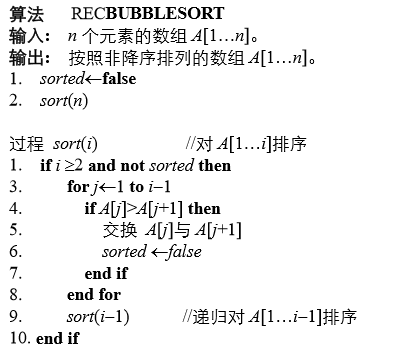 算法 RECBUBBLESORT
输入： n 个元素的数组 A[1…n]。
输出： 按照非降序排列的数组 A[1…n]。
1. sorted←false
2. sort(n)
过程 sort(i) //对 A[1…i]排序
1. if i ≥2 and not sorted then
3. for j←1 to i−1
4. if A[j]>A[j+1] then
5. 交换 A[j]与 A[j+1]
6. sorted ←false
7. end if
8. end for
9. sort(i−1) //递归对 A[1…i−1]排序
10. end if